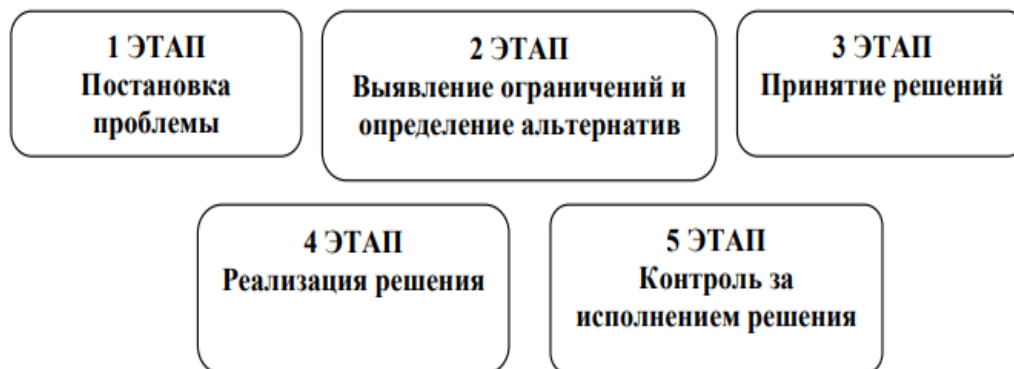 1 ЭТАП
Постановка
проблемы
2 ЭТАП
Выявление ограничений и
определение альтернатив
3 ЭТАП
Принятие решений
4 ЭТАП
Реализация решения
5 ЭТАП
Контроль за
исполнением решения